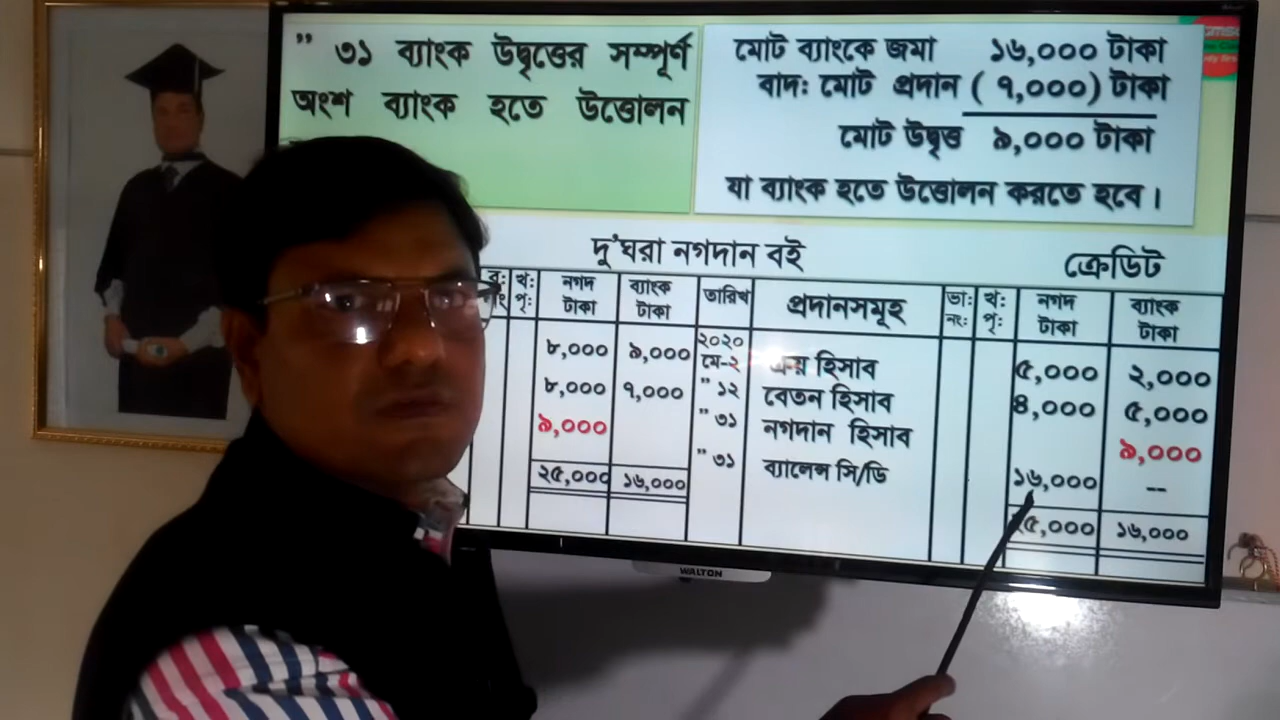 ” ৩১ ব্যাংক উদ্বৃত্তের সম্পূর্ণ
অংশ ব্যাংক হতে উত্তোলন
মোট ব্যাংকে জমা ১৬,০০০ টাকা
বাদঃ মোট প্রদান ( ৭,০০০) টাকা
মোট উদ্বৃত্ত ৯,০০০ টাকা
যা ব্যাংক হতে উত্তোলন করতে হবে।
দু'ঘরা নগদান বই ক্রেডিট
খঃ পৃঃ নগদ টাকা ব্যাংক টাকা তারিখ প্রদানসমূহ ভাঃ নং খঃ পৃঃ নগদ টাকা ব্যাংক টাকা
৮,০০০ ৯,০০০ ২০২০ মে-২ ক্রয় হিসাব ৫,০০০ ২,০০০
৮,০০০ ৭,০০০ ” ১২ বেতন হিসাব ৪,০০০ ৫,০০০
৯,০০০ ” ৩১ নগদান হিসাব ৯,০০০
” ৩১ ব্যালেন্স সি/ডি ১৬,০০০ --
২৫,০০০ ১৬,০০০ ২৫,০০০ ১৬,০০০
WALTON